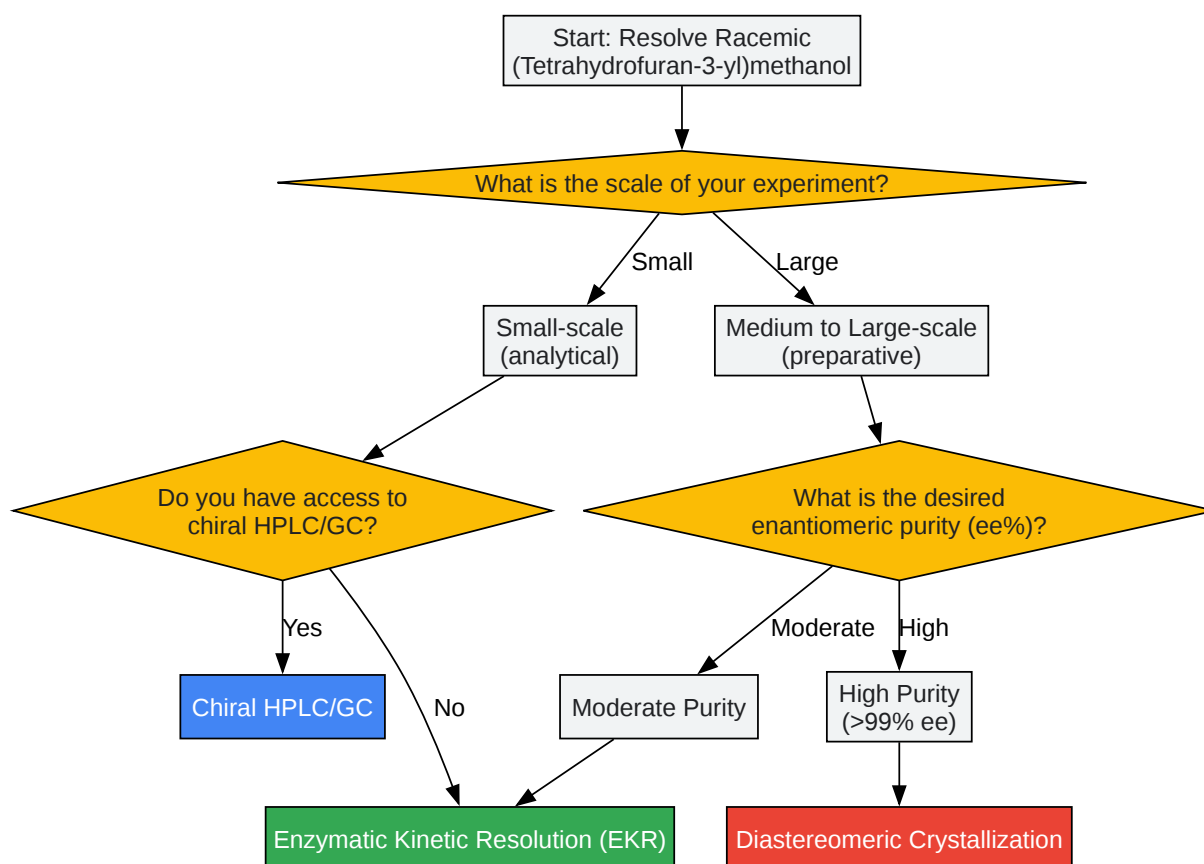 Start: Resolve Racemic
(Tetrahydrofuran-3-yl)methanol
What is the scale of your experiment?
Small
Large
Small-scale
(analytical)
Medium to Large-scale
(preparative)
Do you have access to
chiral HPLC/GC?
What is the desired
enantiomeric purity (ee%)?
Yes
No
Moderate
High
Chiral HPLC/GC
Moderate Purity
High Purity
(>99% ee)
Enzymatic Kinetic Resolution (EKR)
Diastereomeric Crystallization